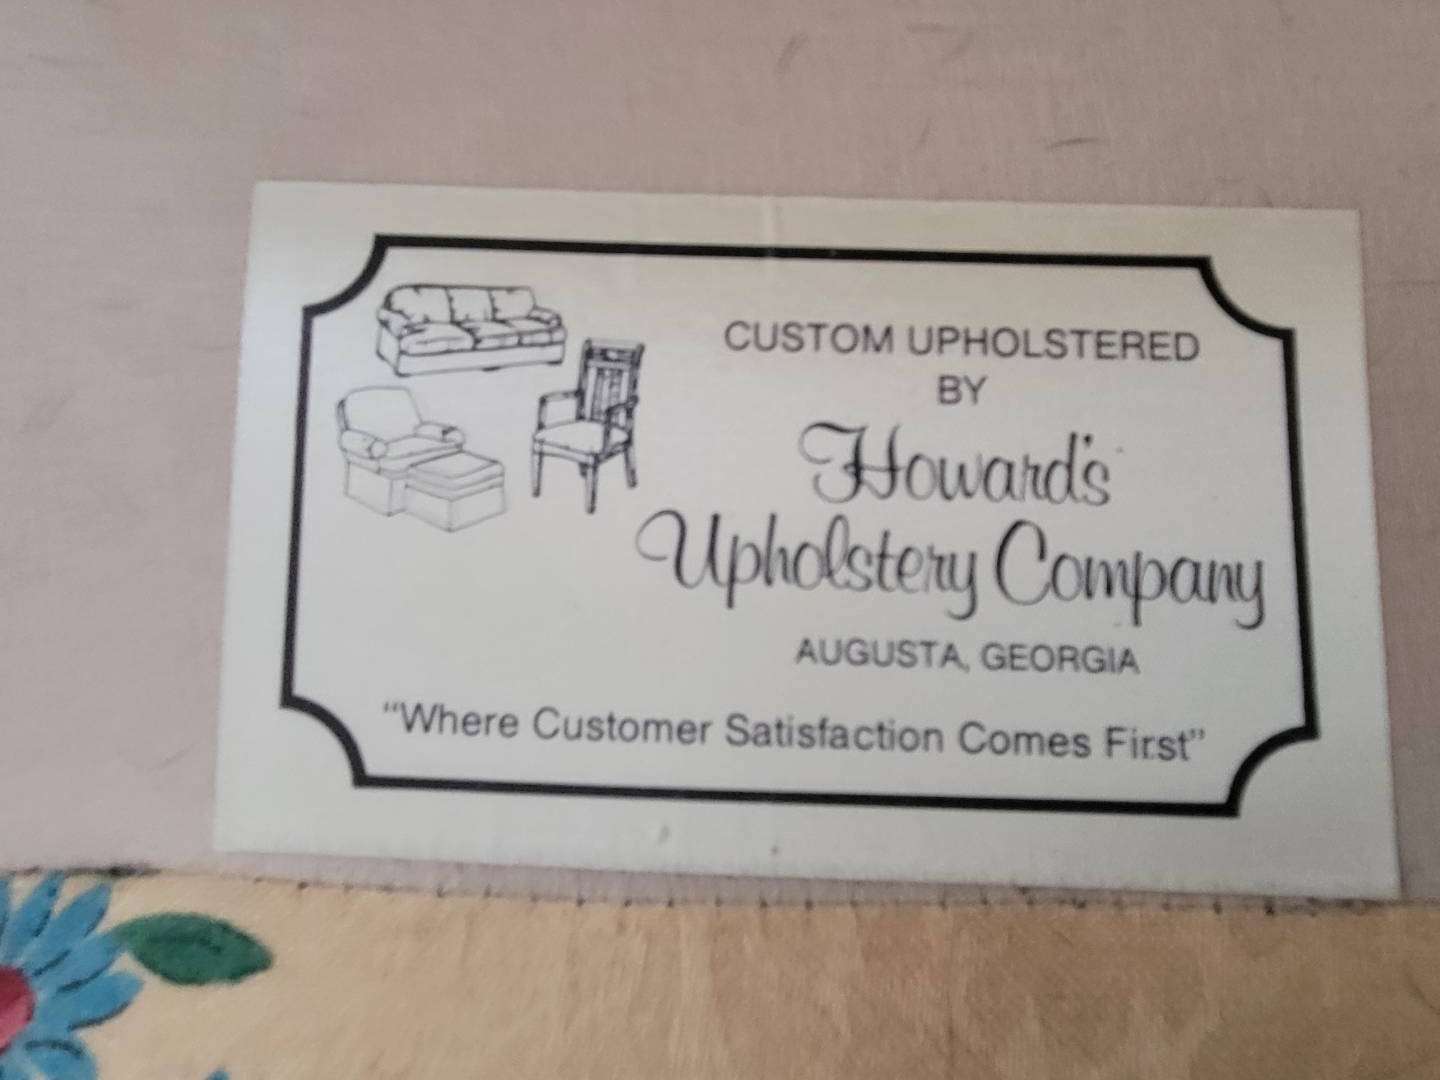 CUSTOM UPHOLSTERED
BY
Howard's
Upholstery Company
AUGUSTA, GEORGIA
"Where Customer Satisfaction Comes First"